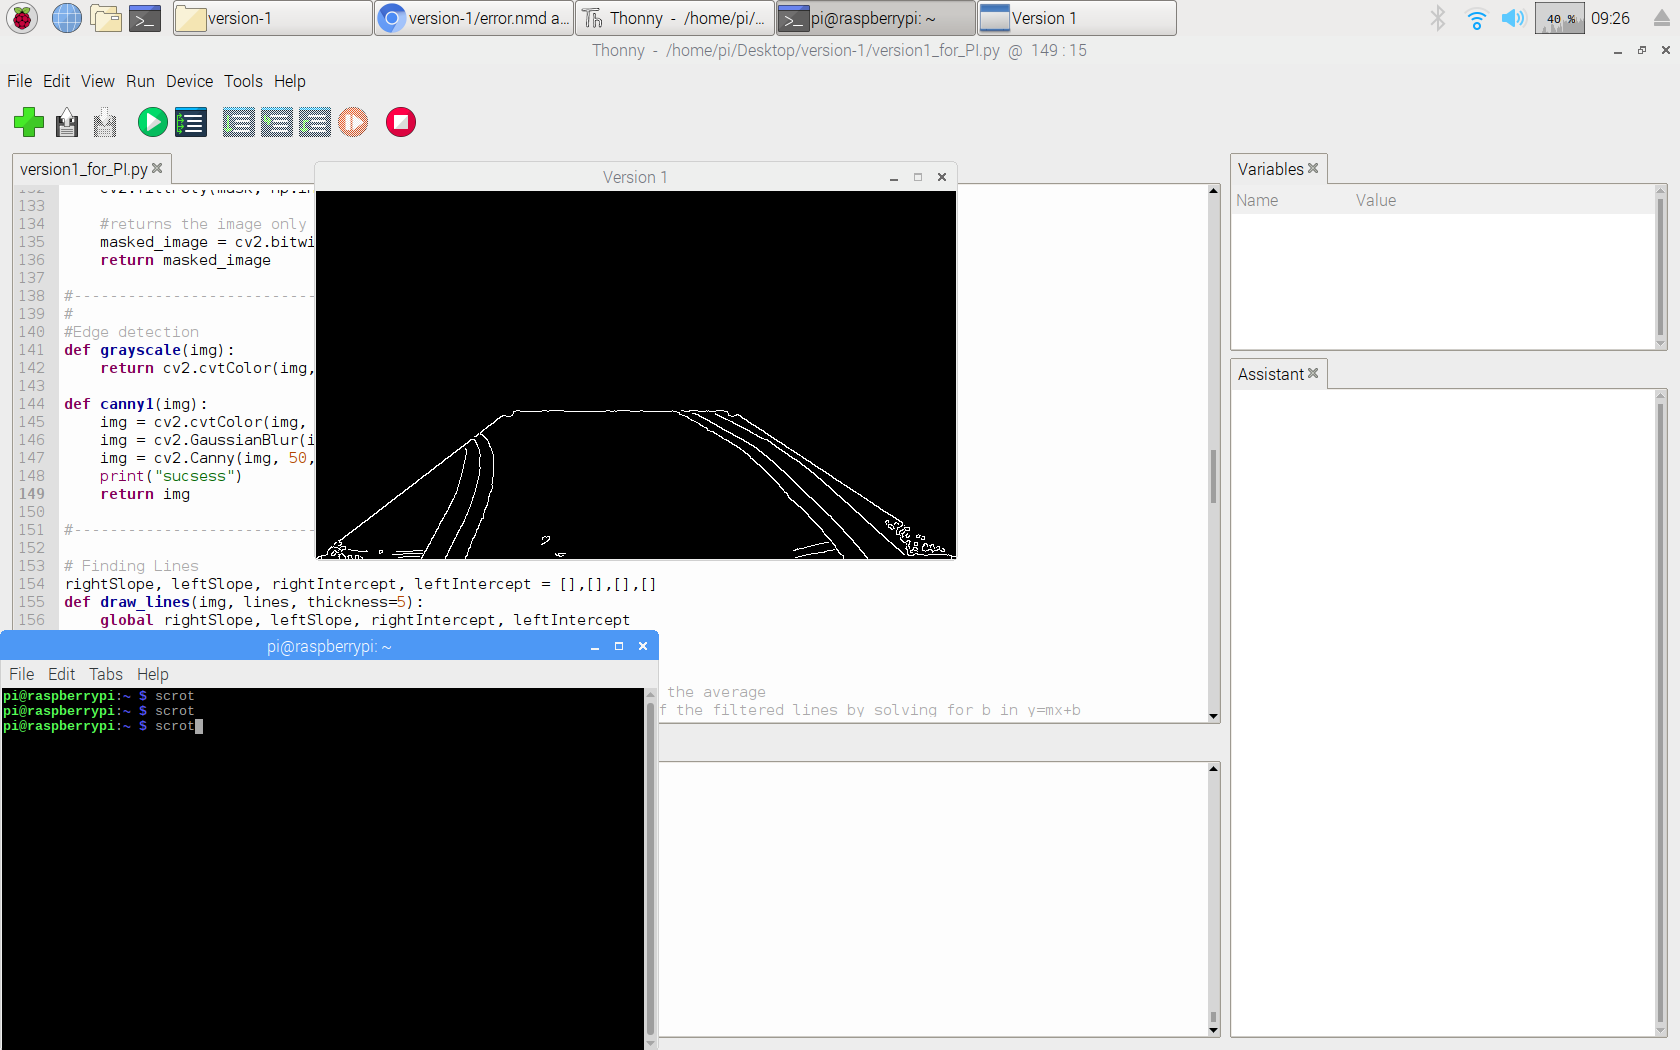 version-1
version-1/error.nmd a...
Thonny - /home/pi/...
pi@raspberrypi: ~
Version 1
40 %
09:26
Thonny - /home/pi/Desktop/version-1/version1_for_PI.py @ 149 : 15
File Edit View Run Device Tools Help
version1_for_PI.py
Version 1
133
134 #returns the image only
135 masked_image = cv2.bitwi
136 return masked_image
137
138 #---------------------------
139 #
140 #Edge detection
141 def grayscale(img):
142 return cv2.cvtColor(img,
143
144 def canny1(img):
145 img = cv2.cvtColor(img,
146 img = cv2.GaussianBlur(i
147 img = cv2.Canny(img, 50,
148 print("sucsess")
149 return img
150
151 #---------------------------
152
153 # Finding Lines
154 rightSlope, leftSlope, rightIntercept, leftIntercept = [],[],[],[]
155 def draw_lines(img, lines, thickness=5):
156 global rightSlope, leftSlope, rightIntercept, leftIntercept
the average
f the filtered lines by solving for b in y=mx+b
Variables
Name Value
Assistant
pi@raspberrypi: ~
File Edit Tabs Help
pi@raspberrypi:~ $ scrot
pi@raspberrypi:~ $ scrot
pi@raspberrypi:~ $ scrot